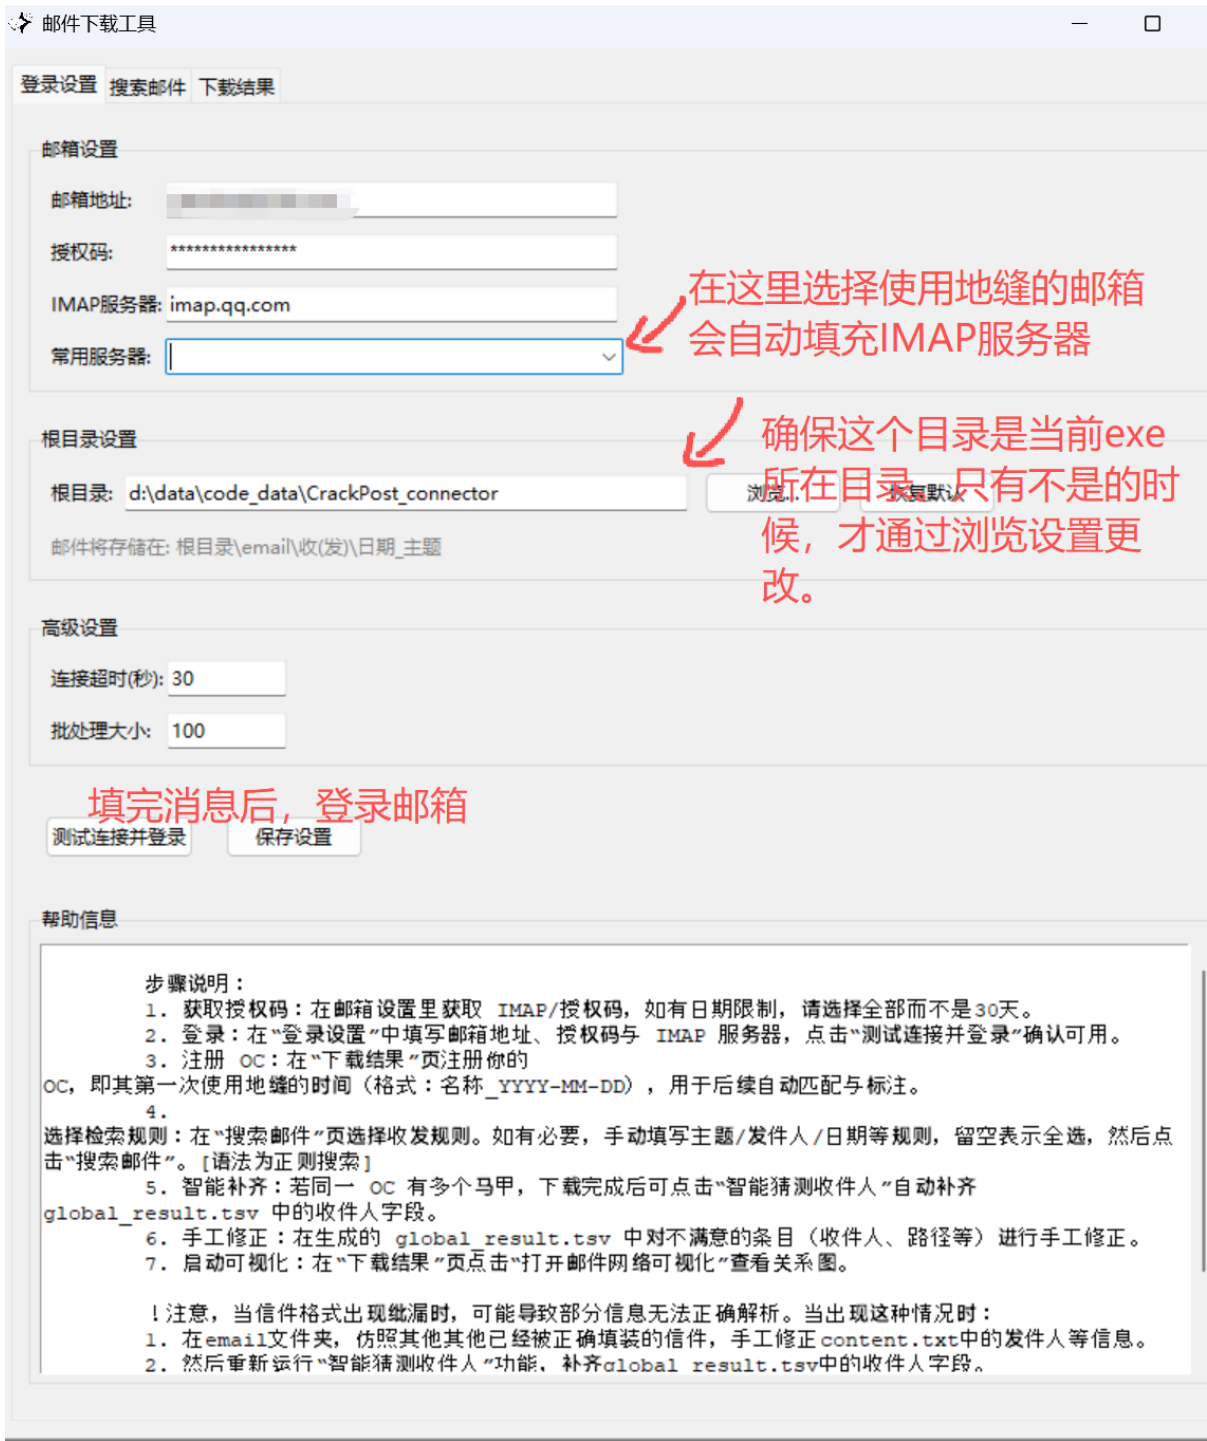 邮件下载工具
登录设置 搜索邮件 下载结果
邮箱设置
邮箱地址:
授权码: ****************
IMAP服务器: imap.qq.com
常用服务器:
在这里选择使用地缝的邮箱
会自动填充IMAP服务器
根目录设置
根目录: d:\data\code_data\CrackPost_connector
浏览... 恢复默认
邮件将存储在: 根目录\email\收(发)\日期_主题
确保这个目录是当前exe
所在目录。只有不是的时
候，才通过浏览设置更
改。
高级设置
连接超时(秒): 30
批处理大小: 100
填完消息后，登录邮箱
测试连接并登录 保存设置
帮助信息
步骤说明：
1. 获取授权码：在邮箱设置里获取 IMAP/授权码，如有日期限制，请选择全部而不是30天。
2. 登录：在“登录设置”中填写邮箱地址、授权码与 IMAP 服务器，点击“测试连接并登录”确认可用。
3. 注册 OC：在“下载结果”页注册你的
OC，即其第一次使用地缝的时间（格式：名称_YYYY-MM-DD），用于后续自动匹配与标注。
4.
选择检索规则：在“搜索邮件”页选择收发规则。如有必要，手动填写主题/发件人/日期等规则，留空表示全选，然后点
击“搜索邮件”。[语法为正则搜索]
5. 智能补齐：若同一 OC 有多个马甲，下载完成后可点击“智能猜测收件人”自动补齐
global_result.tsv 中的收件人字段。
6. 手工修正：在生成的 global_result.tsv 中对不满意的条目（收件人、路径等）进行手工修正。
7. 启动可视化：在“下载结果”页点击“打开邮件网络可视化”查看关系图。
！注意，当信件格式出现纰漏时，可能导致部分信息无法正确解析。当出现这种情况时：
1. 在email文件夹，仿照其他其他已经被正确填装的信件，手工修正content.txt中的发件人等信息。
2. 然后重新运行“智能猜测收件人”功能，补齐global_result.tsv中的收件人字段。